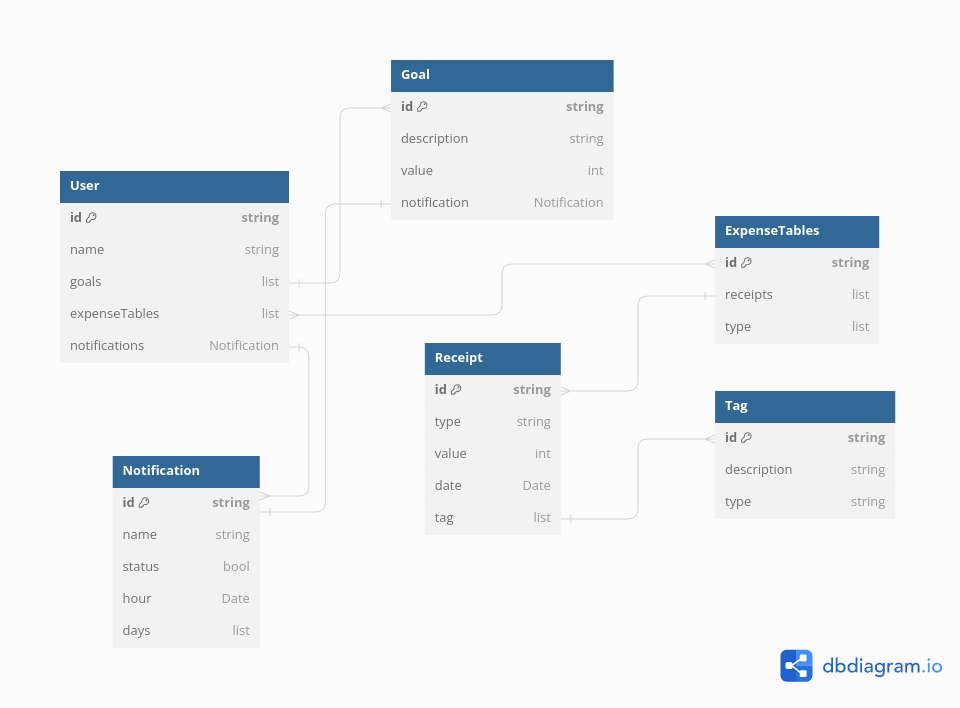 Goal
id string
description string
value int
notification Notification
User
id string
name string
goals list
expenseTables list
notifications Notification
ExpenseTables
id string
receipts list
type list
Receipt
id string
type string
value int
date Date
tag list
Tag
id string
description string
type string
Notification
id string
name string
status bool
hour Date
days list
dbdiagram.io